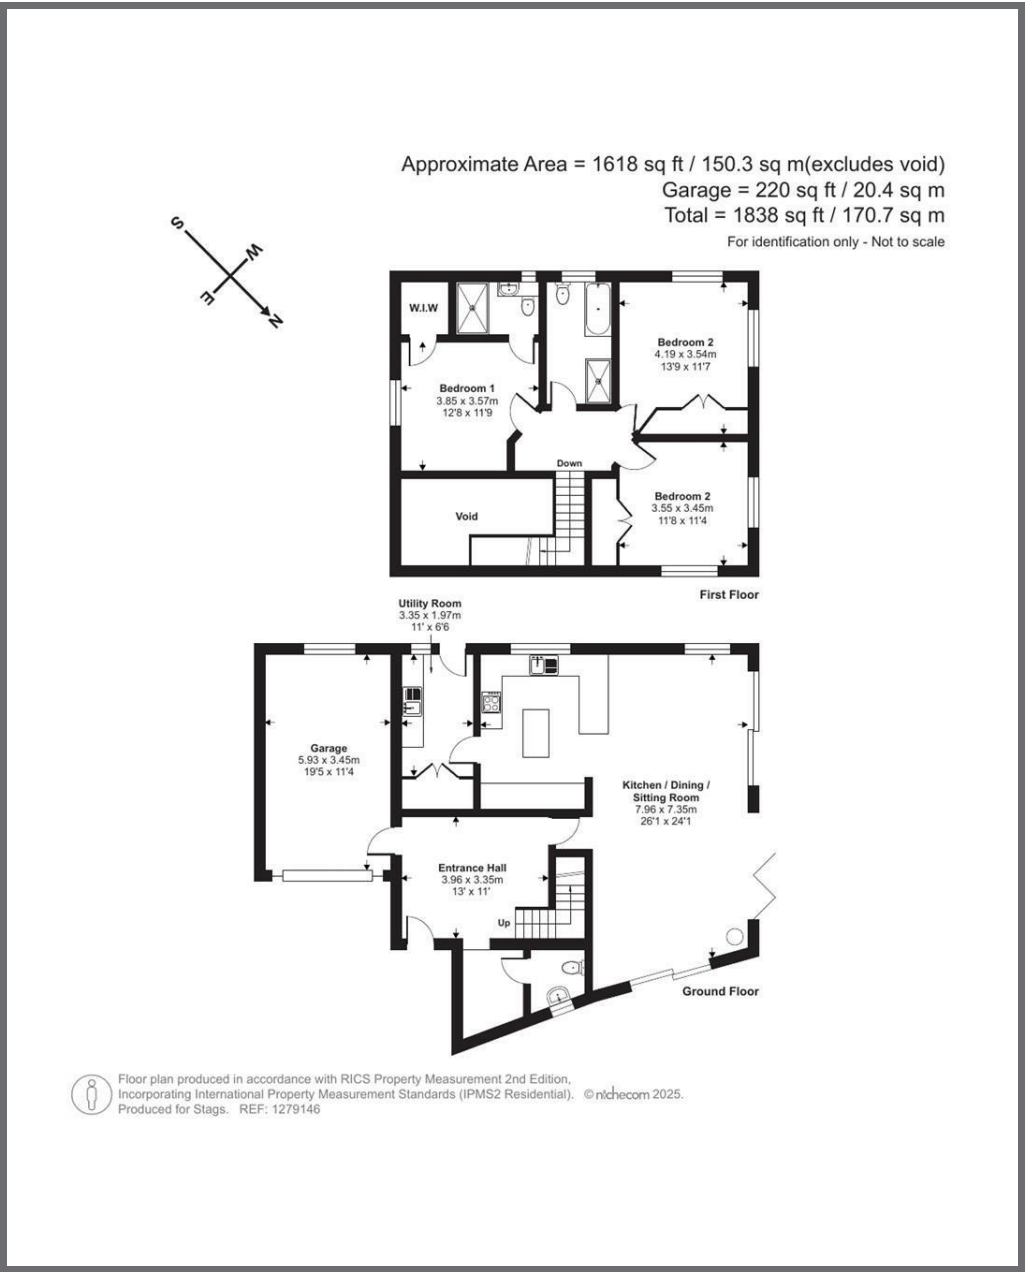 Approximate Area = 1618 sq ft / 150.3 sq m(excludes void)
Garage = 220 sq ft / 20.4 sq m
Total = 1838 sq ft / 170.7 sq m
For identification only - Not to scale
S
W
E
N
W.I.W
Bedroom 1
3.85 x 3.57m
12'8 x 11'9
Bedroom 2
4.19 x 3.54m
13'9 x 11'7
Down
Void
Bedroom 2
3.55 x 3.45m
11'8 x 11'4
First Floor
Utility Room
3.35 x 1.97m
11' x 6'6
Garage
5.93 x 3.45m
19'5 x 11'4
Kitchen / Dining /
Sitting Room
7.96 x 7.35m
26'1 x 24'1
Entrance Hall
3.96 x 3.35m
13' x 11'
Up
Ground Floor
Floor plan produced in accordance with RICS Property Measurement 2nd Edition,
Incorporating International Property Measurement Standards (IPMS2 Residential). © nichecom 2025.
Produced for Stags. REF: 1279146